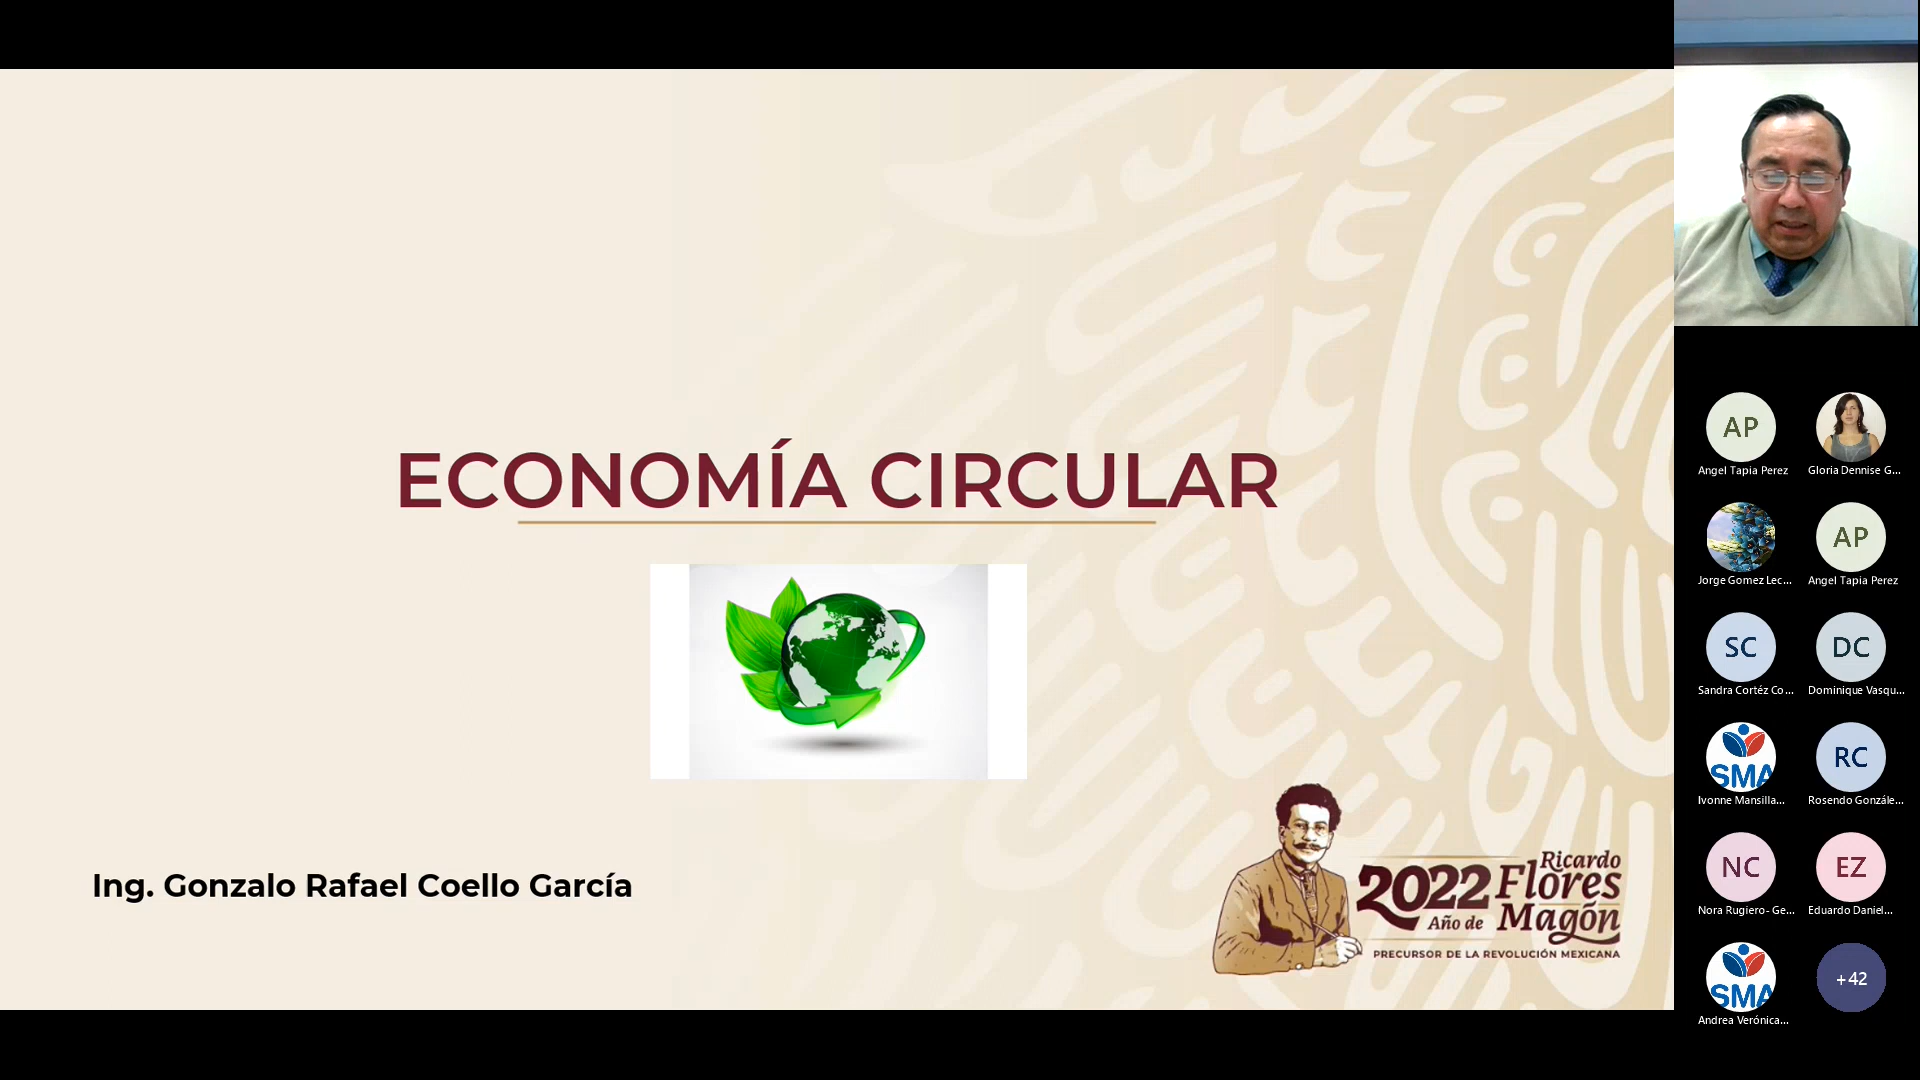 ECONOMÍA CIRCULAR
Ing. Gonzalo Rafael Coello García
2022
Año de
Ricardo
Flores
Magón
PRECURSOR DE LA REVOLUCIÓN MEXICANA
AP
Angel Tapia Perez
Gloria Dennise G...
Jorge Gomez Lec...
AP
Angel Tapia Perez
SC
Sandra Cortéz Co...
DC
Dominique Vasqu...
SMA
Ivonne Mansilla...
RC
Rosendo Gonzále...
NC
Nora Rugiero- Ge...
EZ
Eduardo Daniel...
SMA
Andrea Verónica...
+42